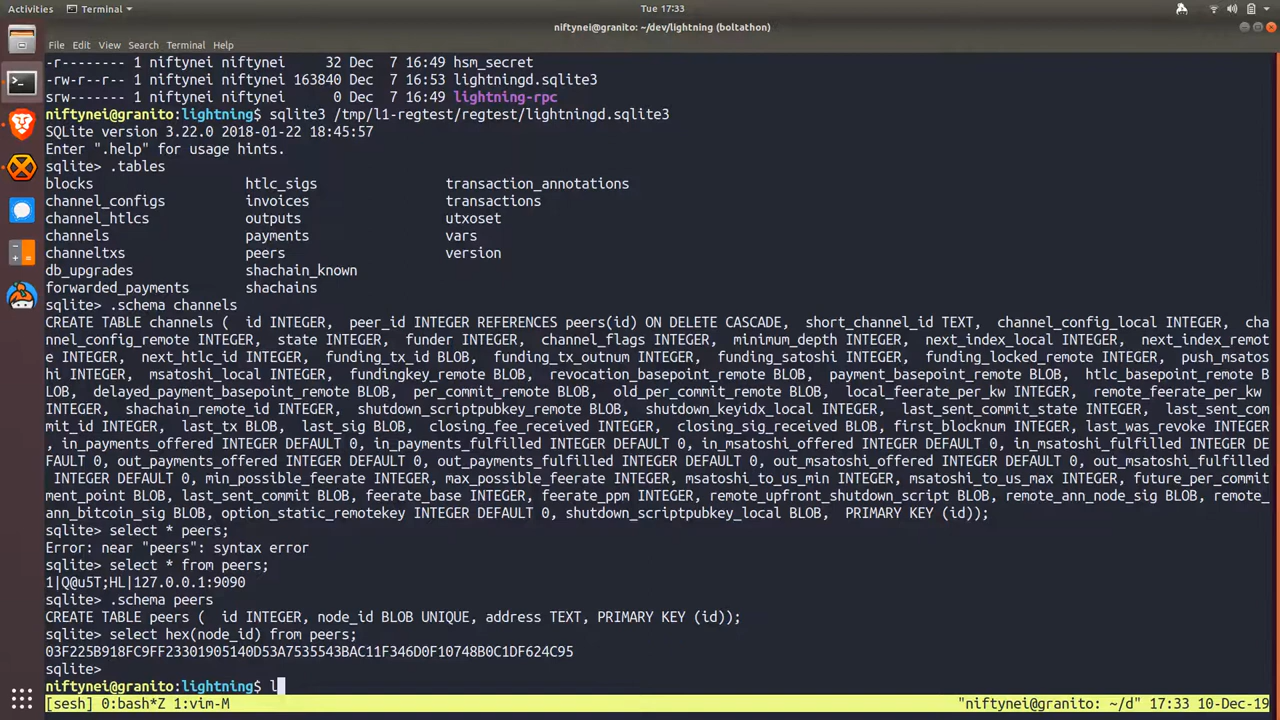 Activities Terminal Tue 17:33
niftynei@granito: ~/dev/lightning (boltathon)
File Edit View Search Terminal Help
-r-------- 1 niftynei niftynei 32 Dec 7 16:49 hsm_secret
-rw-r--r-- 1 niftynei niftynei 163840 Dec 7 16:53 lightningd.sqlite3
srw------- 1 niftynei niftynei 0 Dec 7 16:49 lightning-rpc
niftynei@granito:lightning$ sqlite3 /tmp/l1-regtest/regtest/lightningd.sqlite3
SQLite version 3.22.0 2018-01-22 18:45:57
Enter ".help" for usage hints.
sqlite> .tables
blocks htlc_sigs transaction_annotations
channel_configs invoices transactions
channel_htlcs outputs utxoset
channels payments vars
channeltxs peers version
db_upgrades shachain_known
forwarded_payments shachains
sqlite> .schema channels
CREATE TABLE channels ( id INTEGER, peer_id INTEGER REFERENCES peers(id) ON DELETE CASCADE, short_channel_id TEXT, channel_config_local INTEGER, cha
nnel_config_remote INTEGER, state INTEGER, funder INTEGER, channel_flags INTEGER, minimum_depth INTEGER, next_index_local INTEGER, next_index_remot
e INTEGER, next_htlc_id INTEGER, funding_tx_id BLOB, funding_tx_outnum INTEGER, funding_satoshi INTEGER, funding_locked_remote INTEGER, push_msatos
hi INTEGER, msatoshi_local INTEGER, fundingkey_remote BLOB, revocation_basepoint_remote BLOB, payment_basepoint_remote BLOB, htlc_basepoint_remote B
LOB, delayed_payment_basepoint_remote BLOB, per_commit_remote BLOB, old_per_commit_remote BLOB, local_feerate_per_kw INTEGER, remote_feerate_per_kw
INTEGER, shachain_remote_id INTEGER, shutdown_scriptpubkey_remote BLOB, shutdown_keyidx_local INTEGER, last_sent_commit_state INTEGER, last_sent_com
mit_id INTEGER, last_tx BLOB, last_sig BLOB, closing_fee_received INTEGER, closing_sig_received BLOB, first_blocknum INTEGER, last_was_revoke INTEGER
, in_payments_offered INTEGER DEFAULT 0, in_payments_fulfilled INTEGER DEFAULT 0, in_msatoshi_offered INTEGER DEFAULT 0, in_msatoshi_fulfilled INTEGER DE
FAULT 0, out_payments_offered INTEGER DEFAULT 0, out_payments_fulfilled INTEGER DEFAULT 0, out_msatoshi_offered INTEGER DEFAULT 0, out_msatoshi_fulfilled
INTEGER DEFAULT 0, min_possible_feerate INTEGER, max_possible_feerate INTEGER, msatoshi_to_us_min INTEGER, msatoshi_to_us_max INTEGER, future_per_commit
ment_point BLOB, last_sent_commit BLOB, feerate_base INTEGER, feerate_ppm INTEGER, remote_upfront_shutdown_script BLOB, remote_ann_node_sig BLOB, remote_
ann_bitcoin_sig BLOB, option_static_remotekey INTEGER DEFAULT 0, shutdown_scriptpubkey_local BLOB, PRIMARY KEY (id));
sqlite> select * peers;
Error: near "peers": syntax error
sqlite> select * from peers;
1|Q@u5T;HL|127.0.0.1:9090
sqlite> .schema peers
CREATE TABLE peers ( id INTEGER, node_id BLOB UNIQUE, address TEXT, PRIMARY KEY (id));
sqlite> select hex(node_id) from peers;
03F225B918FC9FF23301905140D53A7535543BAC11F346D0F10748B0C1DF624C95
sqlite>
niftynei@granito:lightning$ l
[sesh] 0:bash*Z 1:vim-M "niftynei@granito: ~/d" 17:33 10-Dec-19